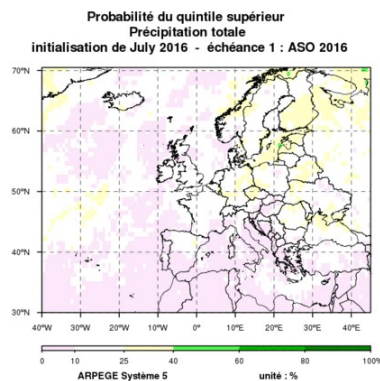 Probabilité du quintile supérieur
Précipitation totale
initialisation de July 2016 - échéance 1 : ASO 2016
70°N
60°N
50°N
40°N
30°N
40°W 30°W 20°W 10°W 0° 10°E 20°E 30°E 40°E
0 10 25 40 60 80 100%
ARPEGE Système 5 unité : %